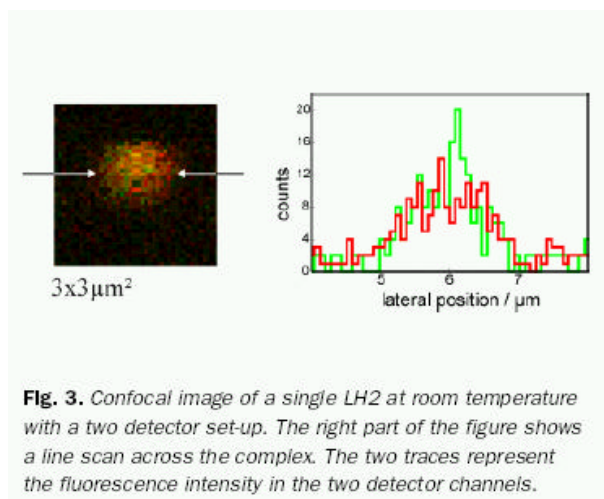 20
16
12
8
4
0
counts
5 6 7
lateral position / µm
3x3µm²
FIg. 3. Confocal image of a single LH2 at room temperature
with a two detector set-up. The right part of the figure shows
a line scan across the complex. The two traces represent
the fluorescence intensity in the two detector channels.